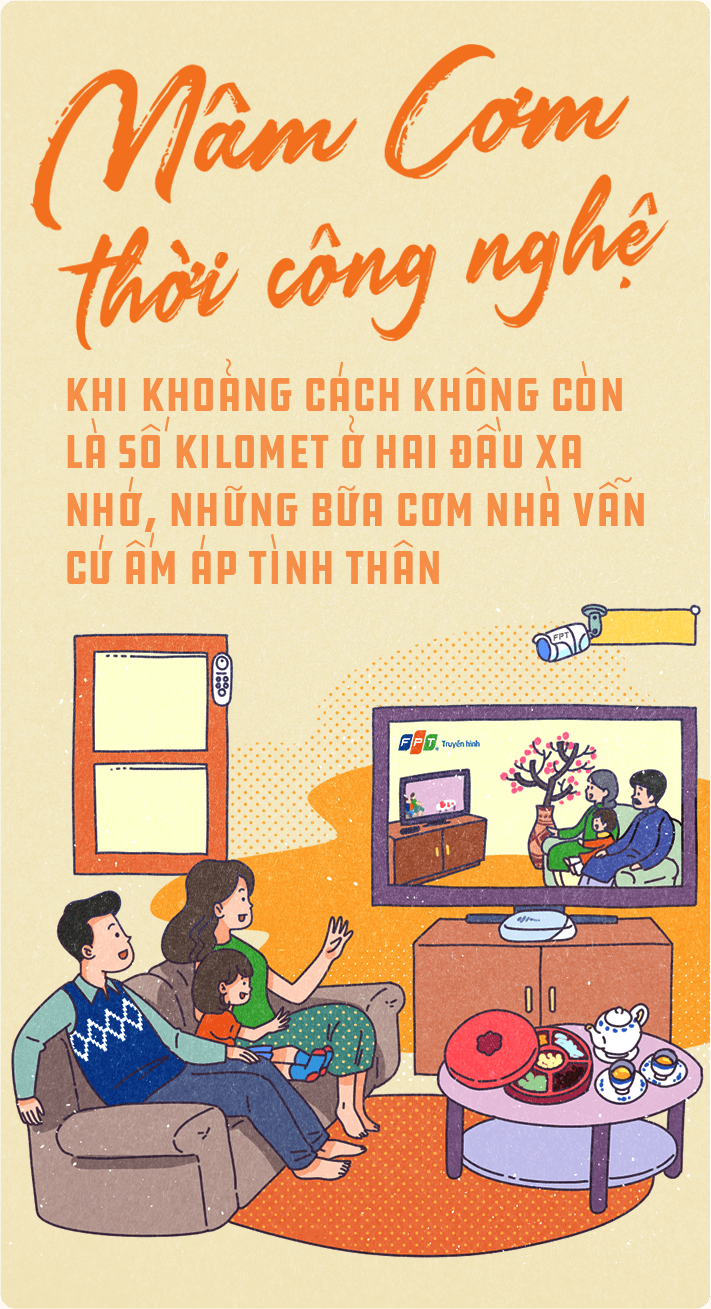 Mâm Cơm
thời công nghệ
KHI KHOẢNG CÁCH KHÔNG CÒN
LÀ SỐ KILOMET Ở HAI ĐẦU XA
NHỚ, NHỮNG BỮA CƠM NHÀ VẪN
CỨ ẤM ÁP TÌNH THÂN
FPT
FPT Truyền hình